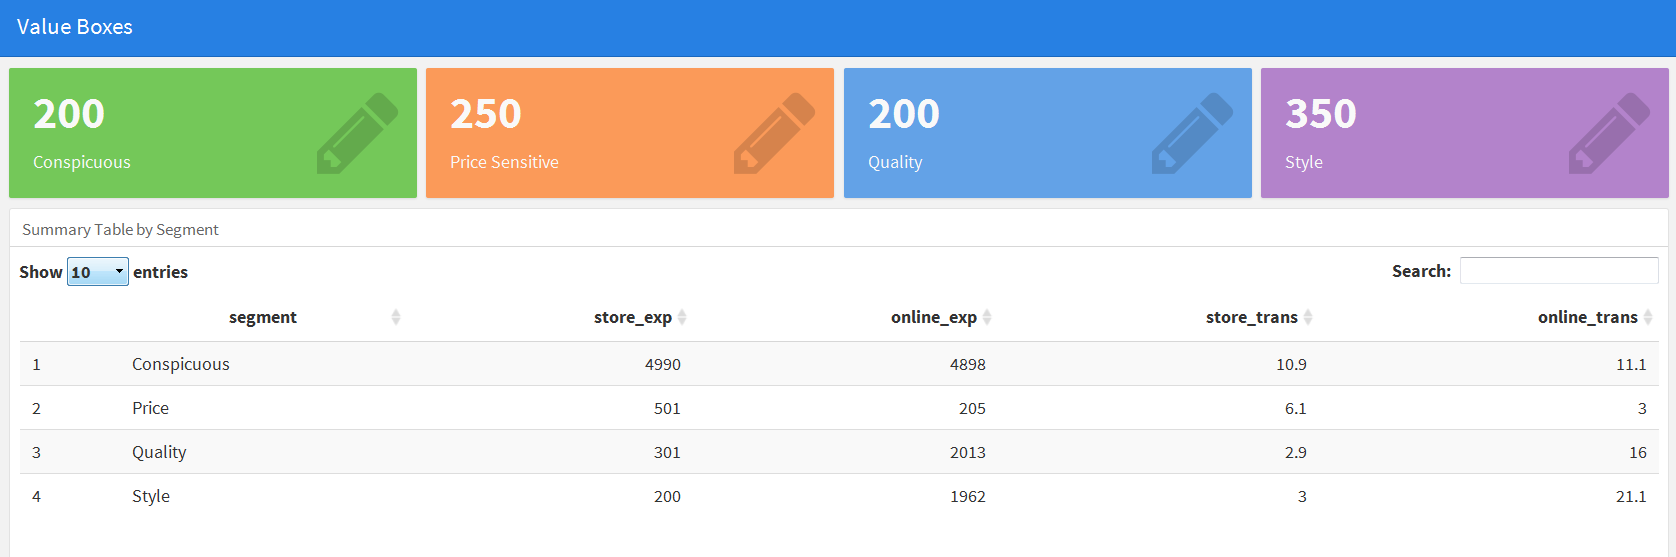 Value Boxes
200 250 200 350
Conspicuous Price Sensitive Quality Style
Summary Table by Segment
Show 10 entries Search:
segment store_exp online_exp store_trans online_trans
1 Conspicuous 4990 4898 10.9 11.1
2 Price 501 205 6.1 3
3 Quality 301 2013 2.9 16
4 Style 200 1962 3 21.1